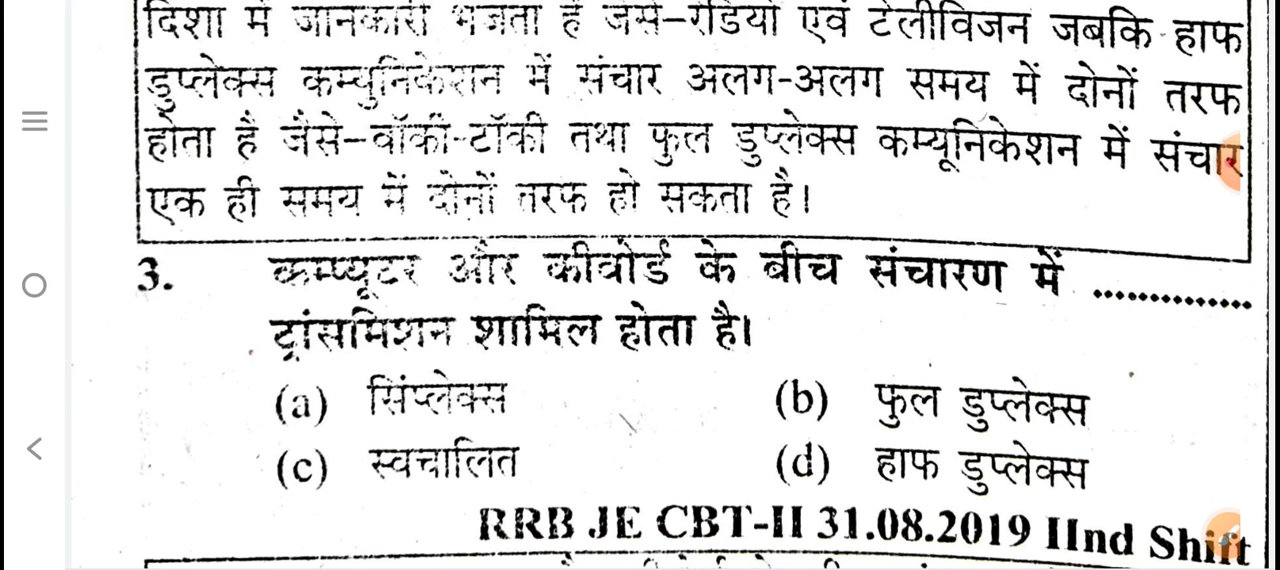 दिशा में जानकारी भेजता है जैसे–रेडियो एवं टेलीविजन जबकि हाफ
डुप्लेक्स कम्युनिकेशन में संचार अलग-अलग समय में दोनों तरफ
होता है जैसे–वॉकी-टॉकी तथा फुल डुप्लेक्स कम्यूनिकेशन में संचार
एक ही समय में दोनों तरफ हो सकता है।
3. कम्प्यूटर और कीबोर्ड के बीच संचारण में ...............
ट्रांसमिशन शामिल होता है।
(a) सिंप्लेक्स (b) फुल डुप्लेक्स
(c) स्वचालित (d) हाफ डुप्लेक्स
RRB JE CBT-II 31.08.2019 IInd Shift